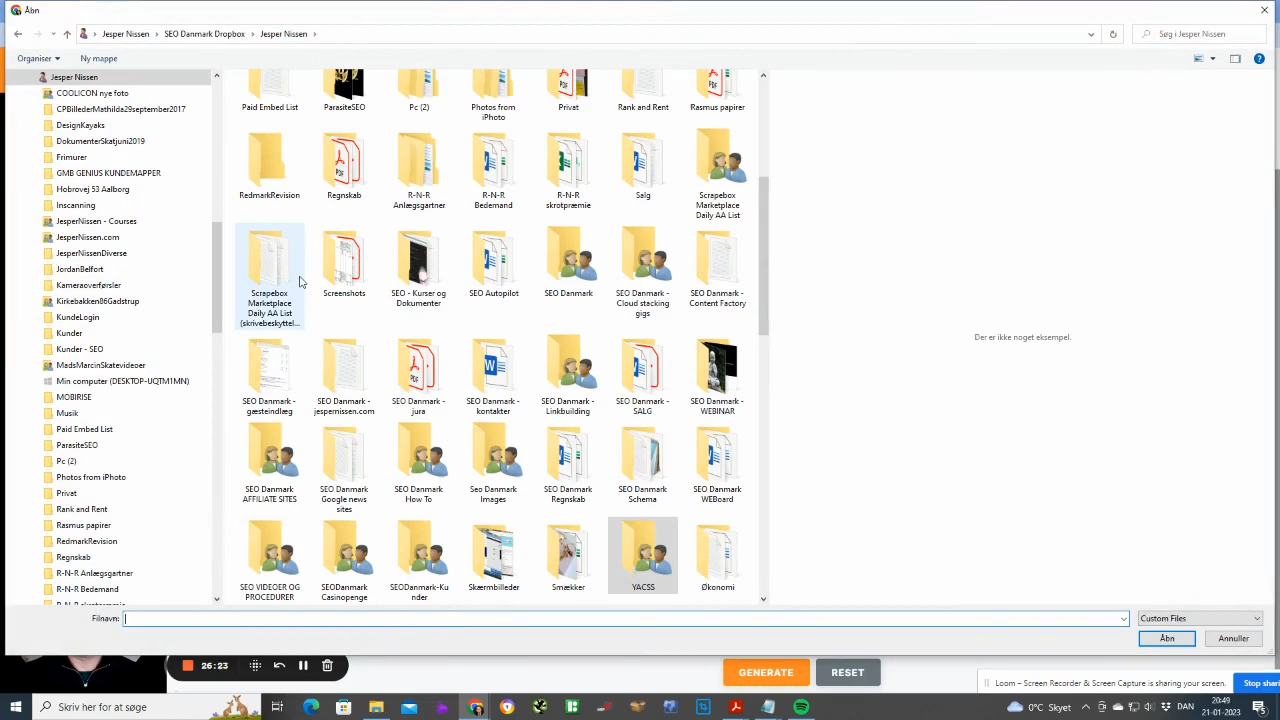 Åbn
Jesper Nissen > SEO Danmark Dropbox > Jesper Nissen >
Søg i Jesper Nissen
Organiser
Ny mappe
Jesper Nissen
COOLICON nye foto
CPBillederMathilda29september2017
DesignKayaks
DokumenterSkatjuni2019
Frimurer
GMB GENIUS KUNDEMAPPER
Hobrovej 53 Aalborg
Inscanning
JesperNissen - Courses
JesperNissen.com
JesperNissenDiverse
JordanBelfort
Kameraoverførsler
Kirkebakken86Gadstrup
KundeLogin
Kunder
Kunder - SEO
MadsMarcinSkatevideoer
Min computer (DESKTOP-UQTM1MN)
MOBIRISE
Musik
Paid Embed List
ParasiteSEO
Pc (2)
Photos from iPhoto
Privat
Rank and Rent
Rasmus papirer
RedmarkRevision
Regnskab
R-N-R Anlægsgartner
R-N-R Bedemand
Paid Embed List
ParasiteSEO
Pc (2)
Photos from
iPhoto
Privat
Rank and Rent
Rasmus papirer
RedmarkRevision
PDF
Regnskab
R-N-R
Anlægsgartner
R-N-R
Bedemand
R-N-R
skrotpræmie
Salg
Scrapebox
Marketplace
Daily AA List
Scrapebox
Marketplace
Daily AA List
(skrivebeskyttel...
Screenshots
SEO - Kurser og
Dokumenter
SEO Autopilot
SEO Danmark
SEO Danmark -
Cloud stacking
gigs
SEO Danmark -
Content Factory
SEO Danmark -
gæsteindlæg
SEO Danmark -
jespernissen.com
PDF
SEO Danmark -
jura
SEO Danmark -
kontakter
SEO Danmark -
Linkbuilding
SEO Danmark -
SALG
SEO Danmark -
WEBINAR
SEO Danmark
AFFILIATE SITES
SEO Danmark
Google news
sites
SEO Danmark
How To
Seo Danmark
Images
SEO Danmark
Regnskab
SEO Danmark
Schema
SEO Danmark
WEBoard
SEO VIDEOER OG
PROCEDURER
SEODanmark
Casinopenge
SEODanmark-Ku
nder
Skærmbilleder
Smækker
YACSS
Økonomi
Der er ikke noget eksempel.
Filnavn:
Custom Files
Åbn
Annuller
26:23
GENERATE
RESET
Loom – Screen Recorder & Screen Capture is sharing your screen.
Stop shari
Skriv her for at søge
0°C Skyet
20:49
21-01-2023